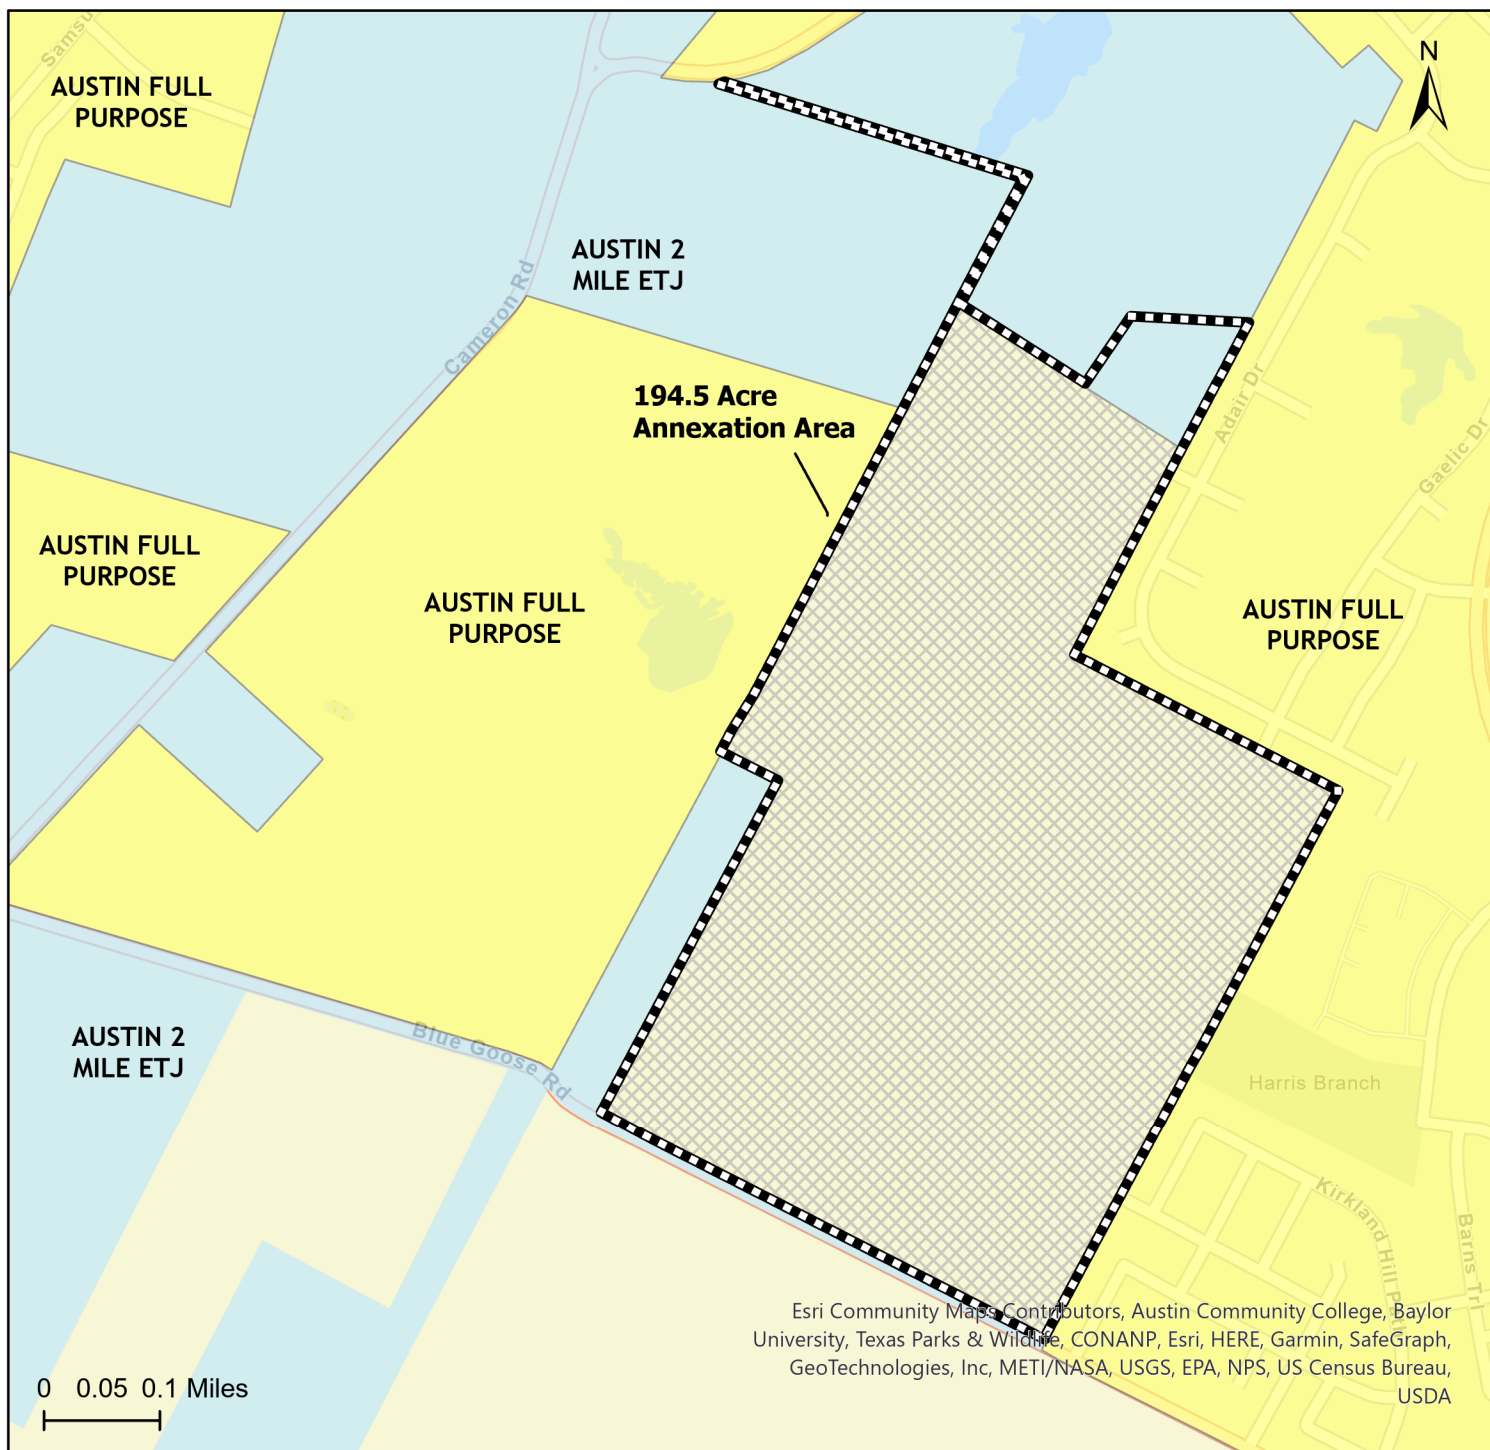 Samsu
N
AUSTIN FULL
PURPOSE
AUSTIN 2
MILE ETJ
Cameron Rd
194.5 Acre
Annexation Area
Adair Dr
Gaelic Dr
AUSTIN FULL
PURPOSE
AUSTIN FULL
PURPOSE
AUSTIN FULL
PURPOSE
AUSTIN 2
MILE ETJ
Blue Goose Rd
Harris Branch
Kirkland Hill Path
Barns Trl
Esri Community Maps Contributors, Austin Community College, Baylor
University, Texas Parks & Wildlife, CONANP, Esri, HERE, Garmin, SafeGraph,
GeoTechnologies, Inc, METI/NASA, USGS, EPA, NPS, US Census Bureau,
USDA
0 0.05 0.1 Miles